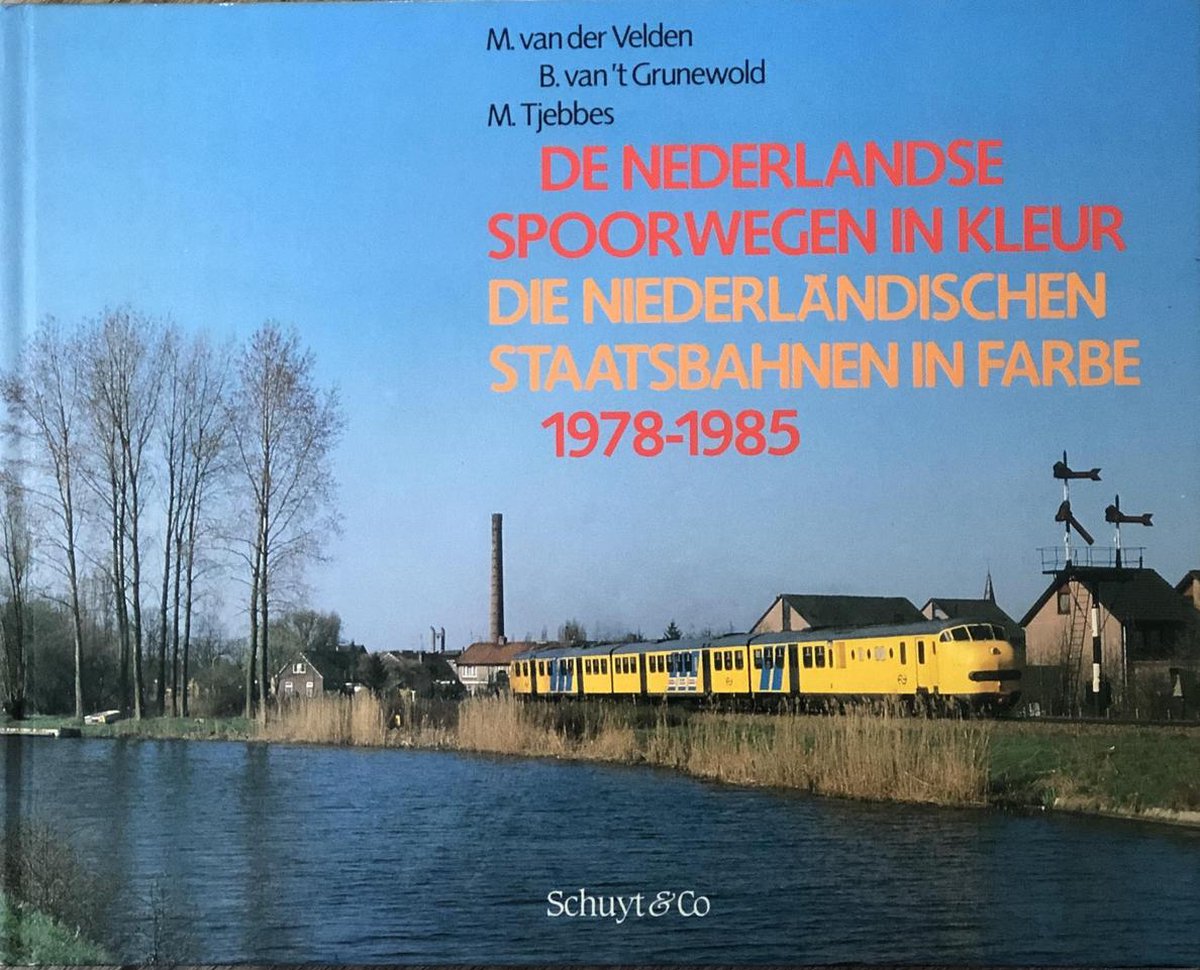 M. van der Velden
B. van 't Grunewold
M. Tjebbes
DE NEDERLANDSE
SPOORWEGEN IN KLEUR
DIE NIEDERLÄNDISCHEN
STAATSBAHNEN IN FARBE
1978-1985
Schuyt & Co